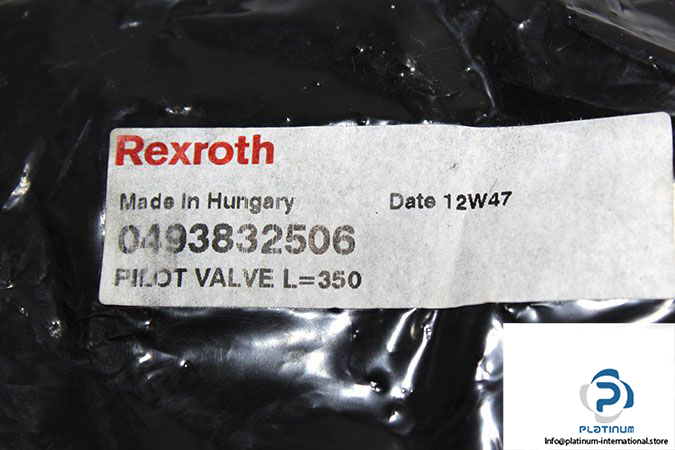 Rexroth
Made In Hungary Date 12W47
0493832506
PILOT VALVE L=350
PLATINUM
Info@platinum-international.store